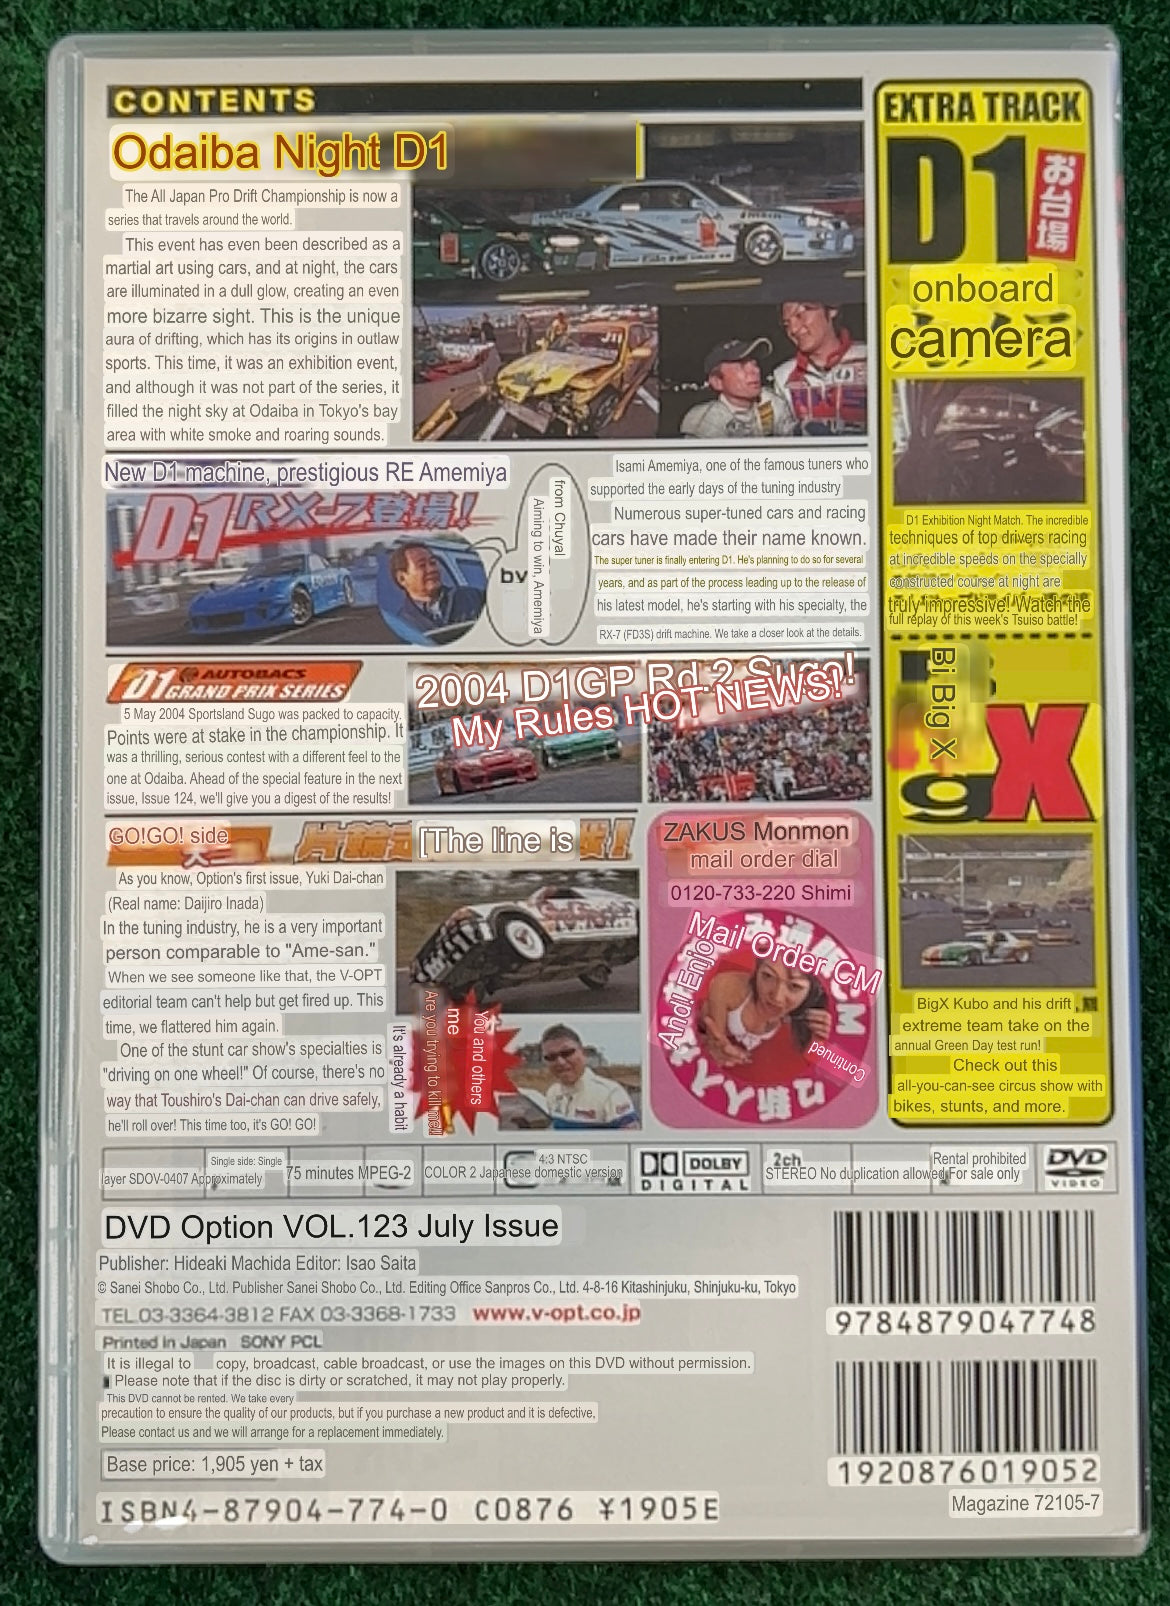 CONTENTS
Odaiba Night D1
The All Japan Pro Drift Championship is now a
series that travels around the world.
This event has even been described as a
martial art using cars, and at night, the cars
are illuminated in a dull glow, creating an even
more bizarre sight. This is the unique
aura of drifting, which has its origins in outlaw
sports. This time, it was an exhibition event,
and although it was not part of the series, it
filled the night sky at Odaiba in Tokyo's bay
area with white smoke and roaring sounds.
New D1 machine, prestigious RE Amemiya
D1 RX-7登場!
from Chuyal
Aiming to win, Amemiya
by
Isami Amemiya, one of the famous tuners who
supported the early days of the tuning industry
Numerous super-tuned cars and racing
cars have made their name known.
The super tuner is finally entering D1. He's planning to do so for several
years, and as part of the process leading up to the release of
his latest model, he's starting with his specialty, the
RX-7 (FD3S) drift machine. We take a closer look at the details.
D1 AUTOBACS
GRAND PRIX SERIES
2004 D1GP Rd.2 Sugo!
My Rules HOT NEWS!
5 May 2004 Sportsland Sugo was packed to capacity.
Points were at stake in the championship. It
was a thrilling, serious contest with a different feel to the
one at Odaiba. Ahead of the special feature in the next
issue, Issue 124, we'll give you a digest of the results!
GO!GO! side
片輪走
[The line is
!
As you know, Option's first issue, Yuki Dai-chan
(Real name: Daijiro Inada)
In the tuning industry, he is a very important
person comparable to "Ame-san."
When we see someone like that, the V-OPT
editorial team can't help but get fired up. This
time, we flattered him again.
One of the stunt car show's specialties is
"driving on one wheel!" Of course, there's no
way that Toushiro's Dai-chan can drive safely,
he'll roll over! This time too, it's GO! GO!
You and others
me
Are you trying to kill me!!
It's already a habit
ZAKUS Monmon
mail order dial
0120-733-220 Shimi
Mail Order CM
And! Enjo
Continued
EXTRA TRACK
D1
お台場
onboard
camera
D1 Exhibition Night Match. The incredible
techniques of top drivers racing
at incredible speeds on the specially
constructed course at night are
truly impressive! Watch the
full replay of this week's Tsuiso battle!
Bi Big X
gX
BigX Kubo and his drift
extreme team take on the
annual Green Day test run!
Check out this
all-you-can-see circus show with
bikes, stunts, and more.
Single side: Single
layer SDOV-0407 Approximately
75 minutes MPEG-2
COLOR 2 Japanese domestic version
4:3 NTSC
DOLBY
DIGITAL
2ch
STEREO No duplication allowed For sale only
Rental prohibited
DVD
VIDEO
DVD Option VOL.123 July Issue
Publisher: Hideaki Machida Editor: Isao Saita
© Sanei Shobo Co., Ltd. Publisher Sanei Shobo Co., Ltd. Editing Office Sanpros Co., Ltd. 4-8-16 Kitashinjuku, Shinjuku-ku, Tokyo
TEL.03-3364-3812 FAX 03-3368-1733 www.v-opt.co.jp
Printed in Japan SONY PCL
It is illegal to copy, broadcast, cable broadcast, or use the images on this DVD without permission.
Please note that if the disc is dirty or scratched, it may not play properly.
This DVD cannot be rented. We take every
precaution to ensure the quality of our products, but if you purchase a new product and it is defective,
Please contact us and we will arrange for a replacement immediately.
Base price: 1,905 yen + tax
ISBN4-87904-774-0 C0876 ¥1905E
9784879047748
1920876019052
Magazine 72105-7